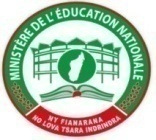 MINISTÈRE DE L'ÉDUCATION NATIONALE
NY FIANARANA
NO LOVA TSARA INDRINDRA